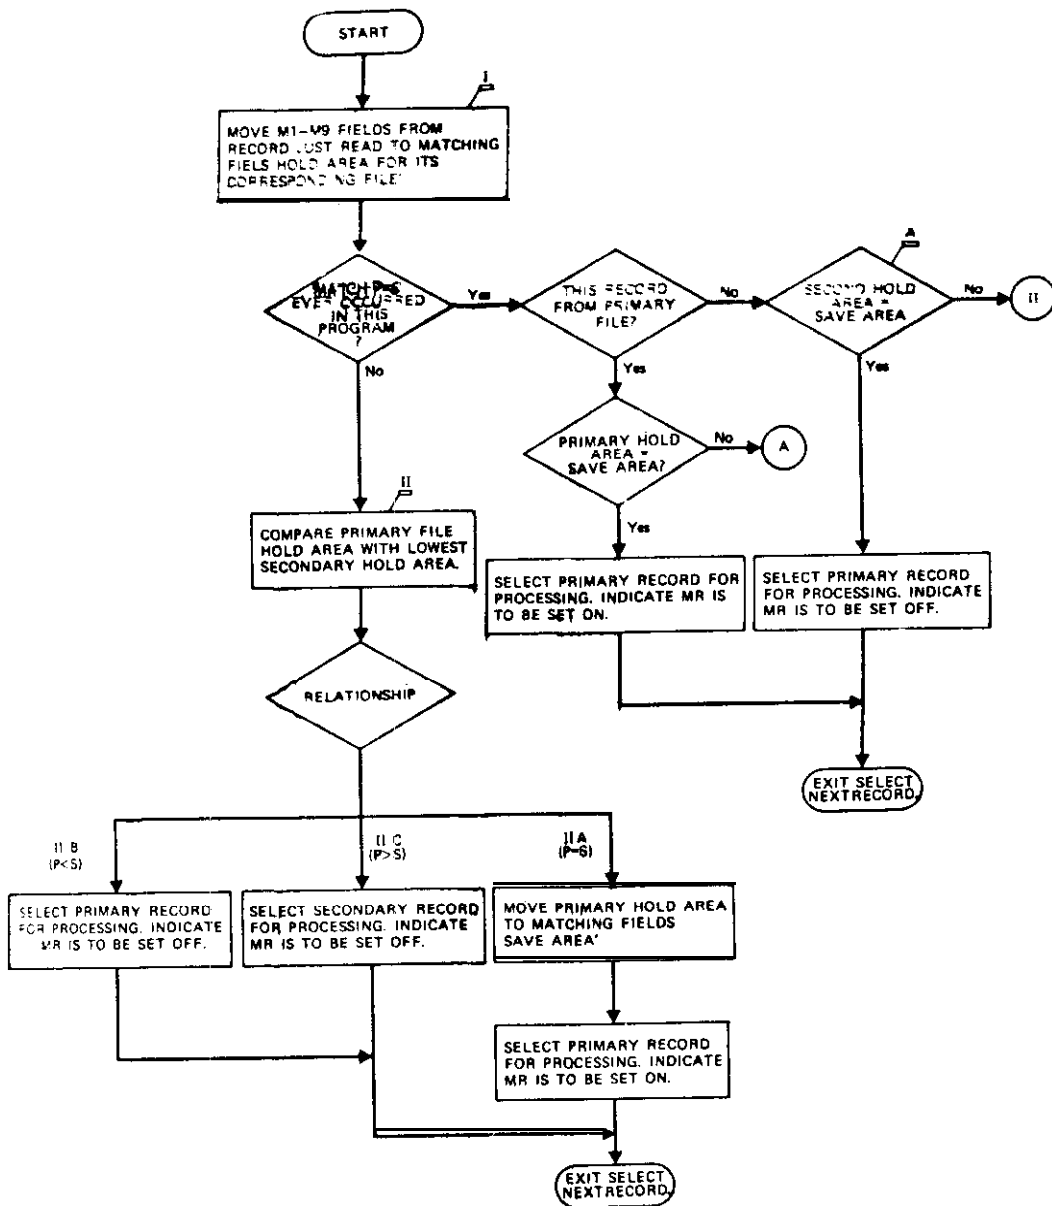 START
I
MOVE M1-M9 FIELDS FROM
RECORD JUST READ TO MATCHING
FIELS HOLD AREA FOR ITS
CORRESPONDING FILE'
MATCH P=S
EVER OCCURRED
IN THIS
PROGRAM
?
Yes
No
THIS RECORD
FROM PRIMARY
FILE?
No
Yes
A
SECOND HOLD
AREA =
SAVE AREA
No
II
Yes
PRIMARY HOLD
AREA =
SAVE AREA?
No
A
Yes
II
COMPARE PRIMARY FILE
HOLD AREA WITH LOWEST
SECONDARY HOLD AREA.
SELECT PRIMARY RECORD FOR
PROCESSING. INDICATE MR IS
TO BE SET ON.
SELECT PRIMARY RECORD
FOR PROCESSING. INDICATE
MR IS TO BE SET OFF.
RELATIONSHIP
EXIT SELECT
NEXT RECORD.
II B
(P<S)
II C
(P>S)
II A
(P=S)
SELECT PRIMARY RECORD
FOR PROCESSING. INDICATE
MR IS TO BE SET OFF.
SELECT SECONDARY RECORD
FOR PROCESSING. INDICATE
MR IS TO BE SET OFF.
MOVE PRIMARY HOLD AREA
TO MATCHING FIELDS
SAVE AREA'
SELECT PRIMARY RECORD
FOR PROCESSING. INDICATE
MR IS TO BE SET ON.
EXIT SELECT
NEXT RECORD.